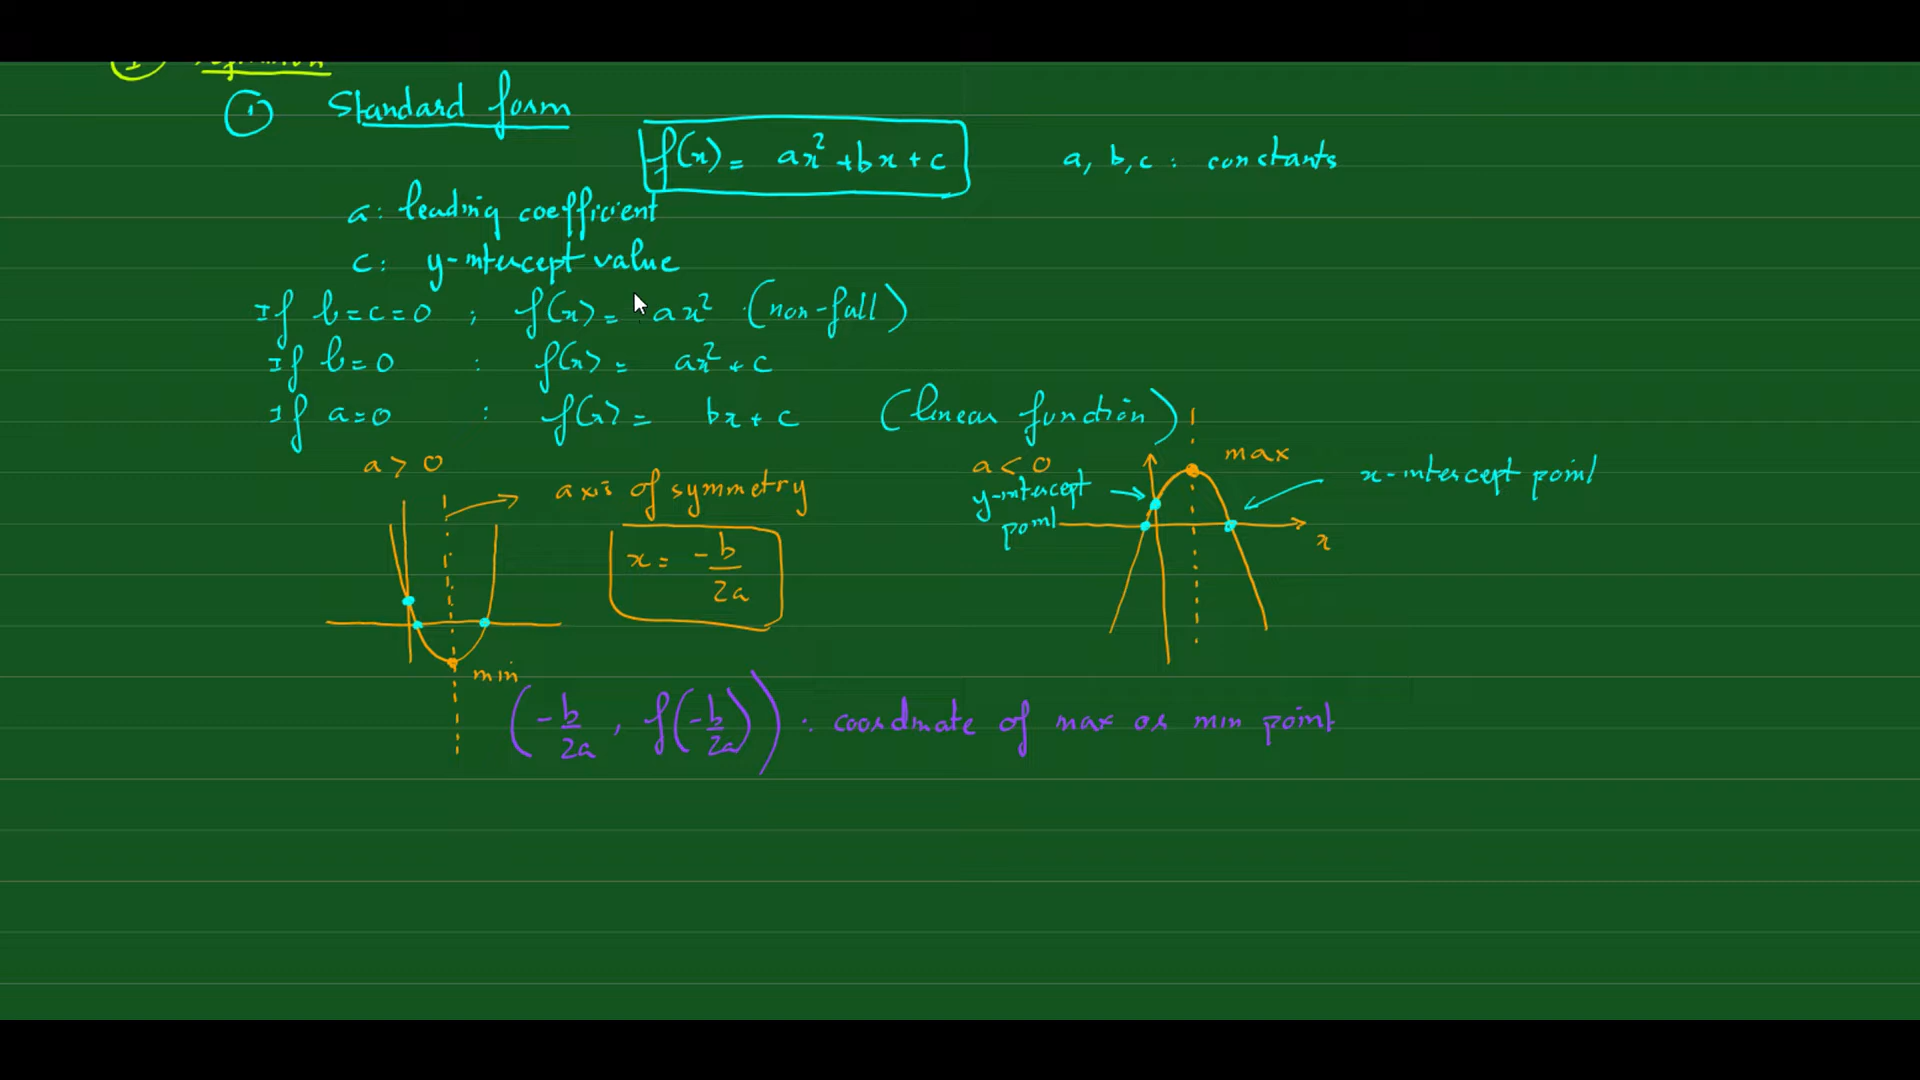 ① Standard form
f(x) = ax² + bx + c
a, b, c : constants
a: leading coefficient
c: y-intercept value
If b = c = 0 ; f(x) = ax² (non-full)
If b = 0 : f(x) = ax² + c
If a = 0 : f(x) = bx + c (linear function)
a > 0
axis of symmetry
x = -b/2a
min
a < 0
max
y-intercept
point
x-intercept point
x
(-b/2a , f(-b/2a)) : coordinate of max or min point